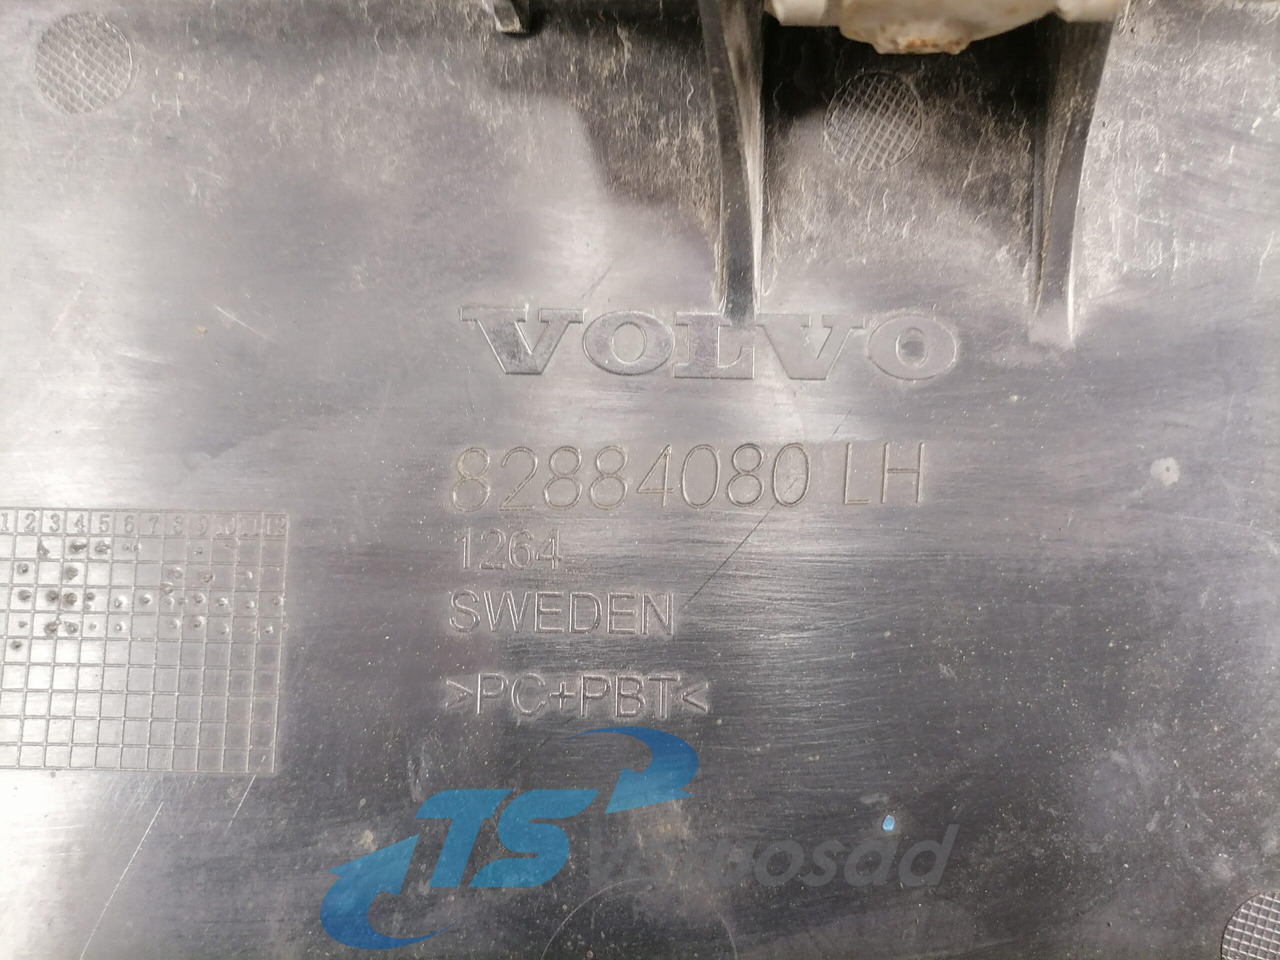 VOLVO
82884080 LH
1 2 3 4 5 6 7 8 9 10 11 12
1264
SWEDEN
>PC+PBT<
TS